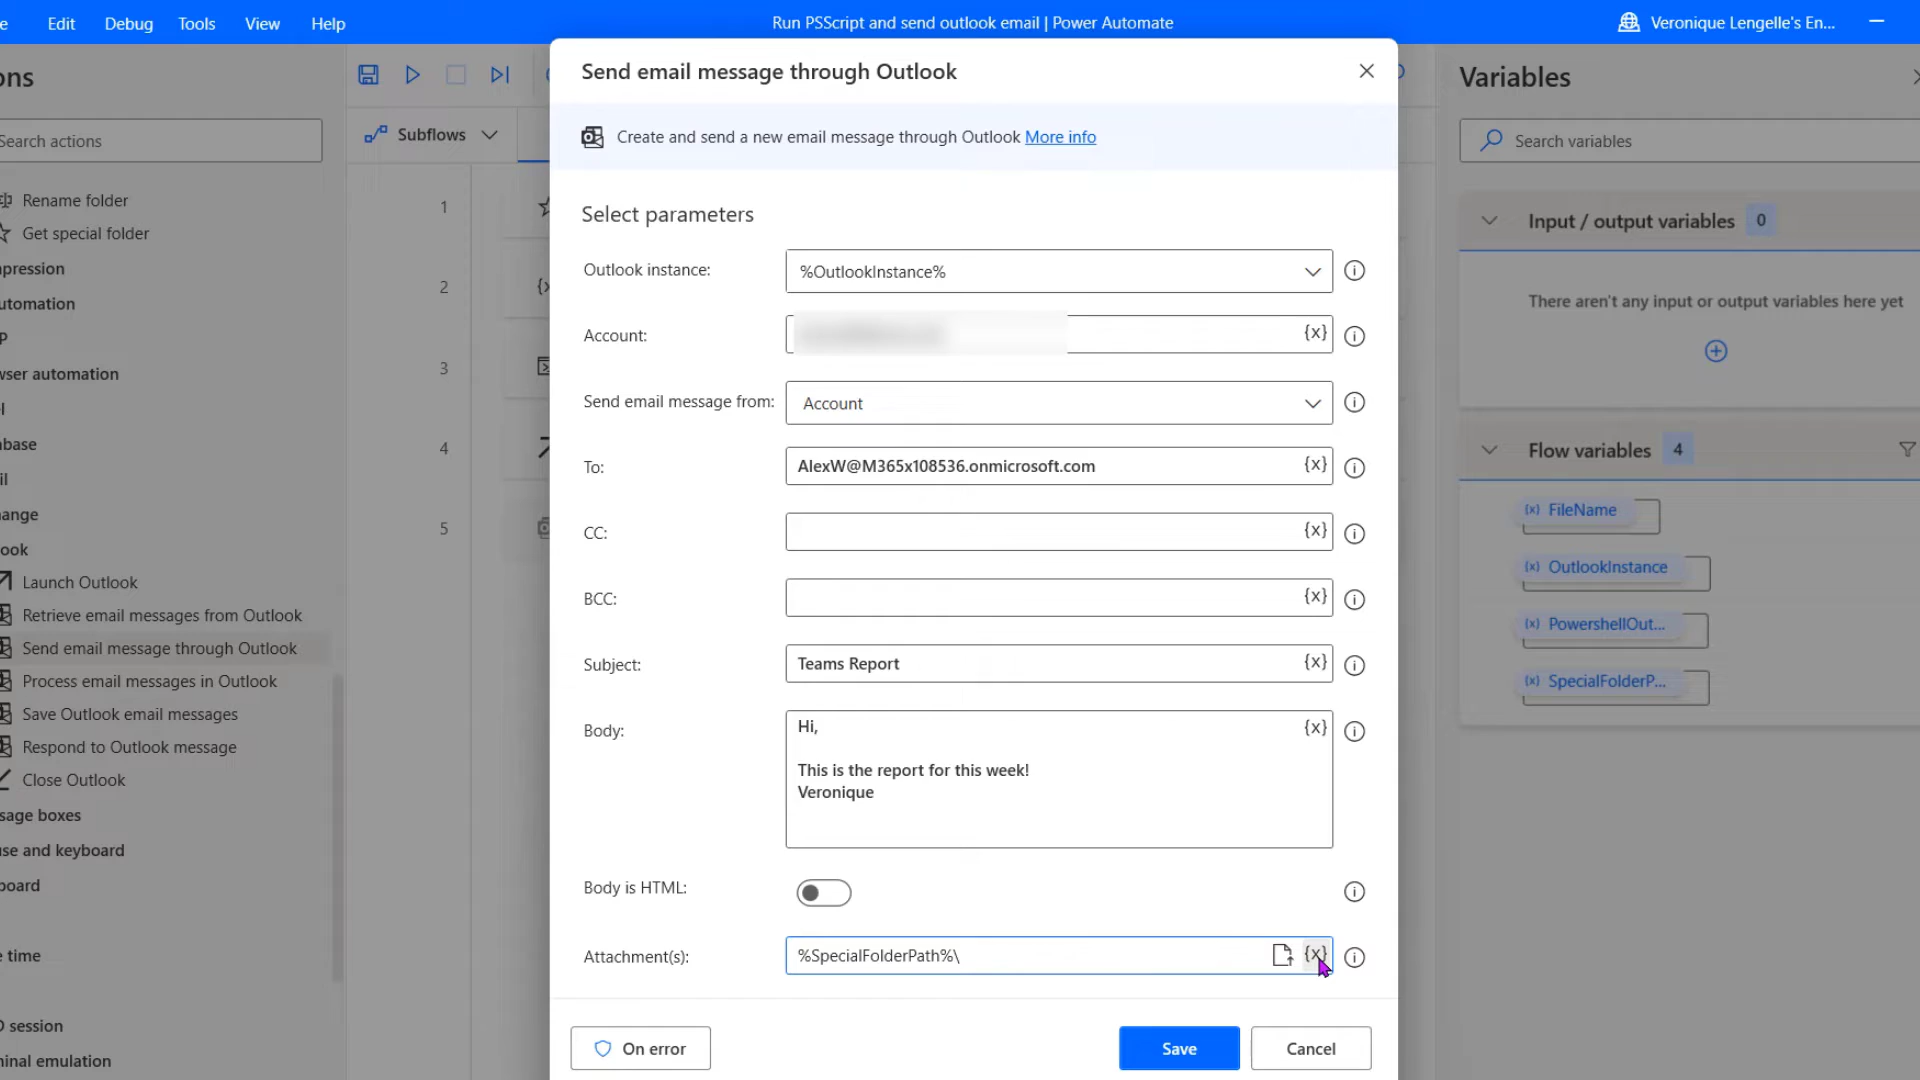 e Edit Debug Tools View Help
Run PSScript and send outlook email | Power Automate
Veronique Lengelle's En...
ons
Search actions
Rename folder
Get special folder
mpression
utomation
P
wser automation
el
abase
il
ange
ook
Launch Outlook
Retrieve email messages from Outlook
Send email message through Outlook
Process email messages in Outlook
Save Outlook email messages
Respond to Outlook message
Close Outlook
sage boxes
use and keyboard
board
e time
D session
minal emulation
Subflows
1
2
3
4
5
Send email message through Outlook
Create and send a new email message through Outlook More info
Select parameters
Outlook instance: %OutlookInstance%
Account: {x}
Send email message from: Account
To: AlexW@M365x108536.onmicrosoft.com {x}
CC: {x}
BCC: {x}
Subject: Teams Report {x}
Body: Hi, {x}
This is the report for this week!
Veronique
Body is HTML:
Attachment(s): %SpecialFolderPath%\ {x}
On error
Save
Cancel
Variables
Search variables
Input / output variables 0
There aren't any input or output variables here yet
Flow variables 4
{x} FileName
{x} OutlookInstance
{x} PowershellOut...
{x} SpecialFolderP...